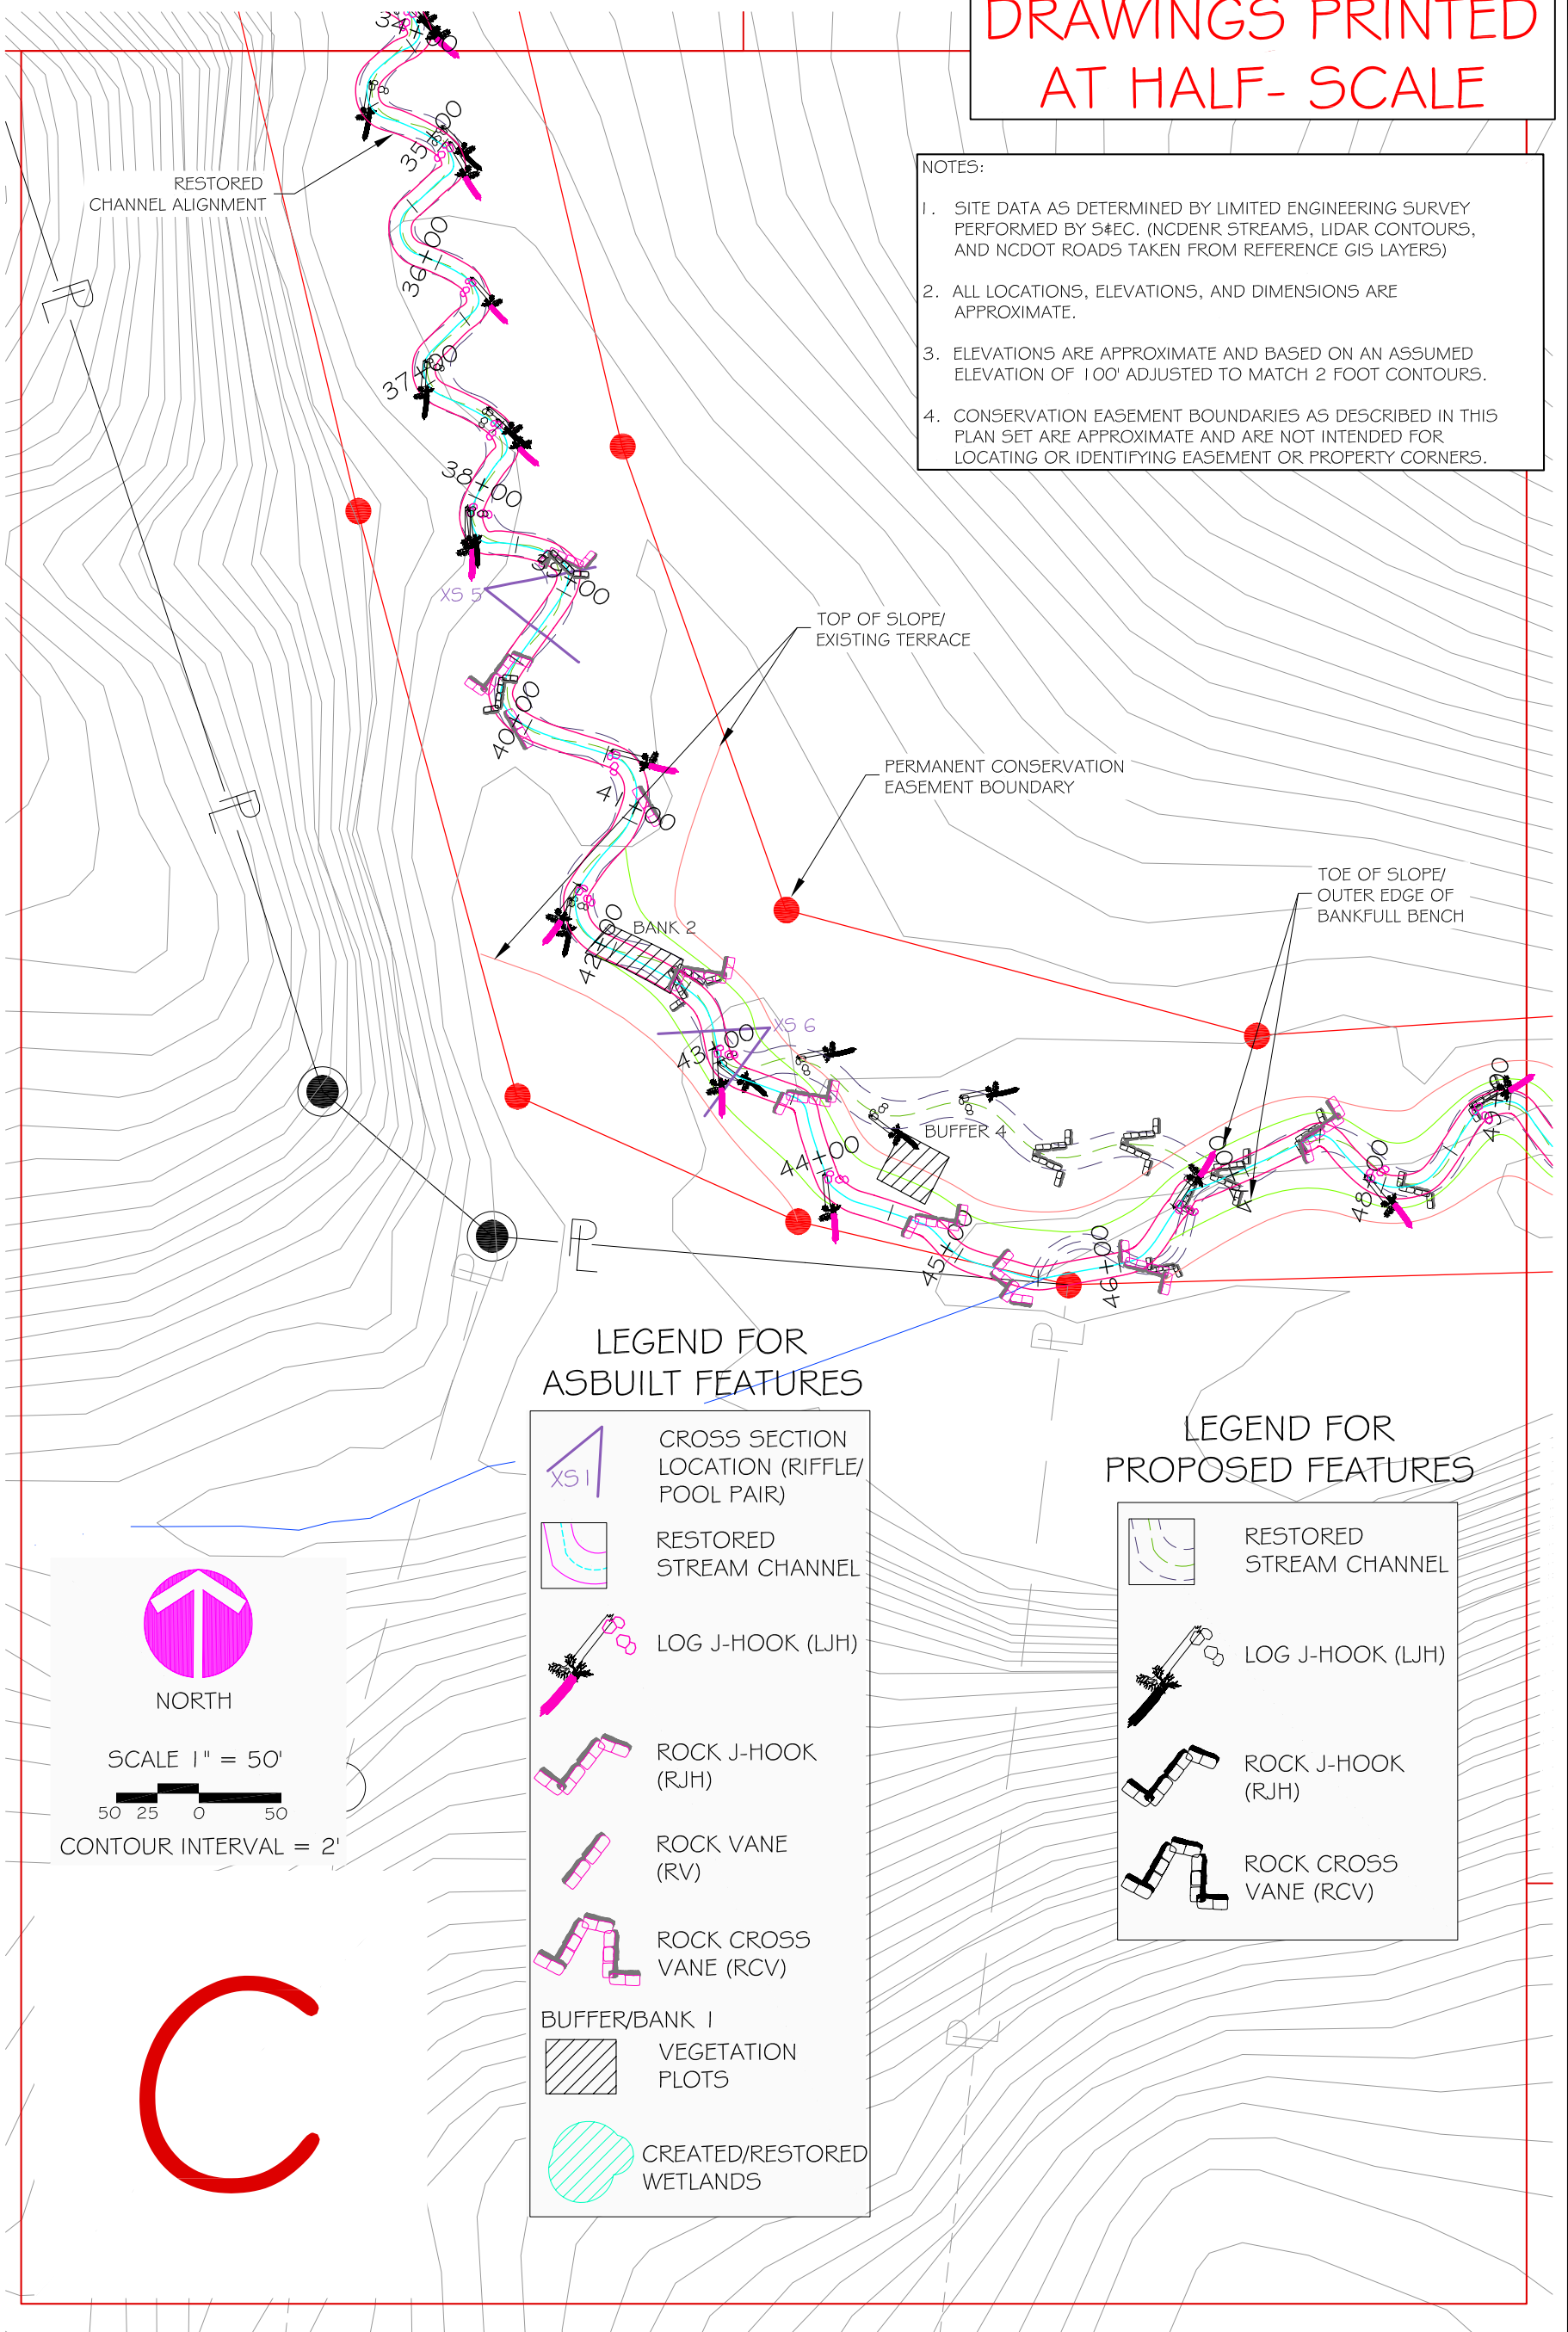 DRAWINGS PRINTED
AT HALF- SCALE
NOTES:
1. SITE DATA AS DETERMINED BY LIMITED ENGINEERING SURVEY
PERFORMED BY S&EC. (NCDENR STREAMS, LIDAR CONTOURS,
AND NCDOT ROADS TAKEN FROM REFERENCE GIS LAYERS)
2. ALL LOCATIONS, ELEVATIONS, AND DIMENSIONS ARE
APPROXIMATE.
3. ELEVATIONS ARE APPROXIMATE AND BASED ON AN ASSUMED
ELEVATION OF 100' ADJUSTED TO MATCH 2 FOOT CONTOURS.
4. CONSERVATION EASEMENT BOUNDARIES AS DESCRIBED IN THIS
PLAN SET ARE APPROXIMATE AND ARE NOT INTENDED FOR
LOCATING OR IDENTIFYING EASEMENT OR PROPERTY CORNERS.
34+00
35+00
RESTORED
CHANNEL ALIGNMENT
36+00
PL
37+00
38+00
39+00
XS 5
TOP OF SLOPE/
EXISTING TERRACE
40+00
PERMANENT CONSERVATION
EASEMENT BOUNDARY
41+00
PL
TOE OF SLOPE/
OUTER EDGE OF
BANKFULL BENCH
BANK 2
42+00
XS 6
43+00
BUFFER 4
44+00
45+00
46+00
48+00
49+00
PL
PL
PL
LEGEND FOR
ASBUILT FEATURES
CROSS SECTION
LOCATION (RIFFLE/
POOL PAIR)
XS1
RESTORED
STREAM CHANNEL
LOG J-HOOK (LJH)
ROCK J-HOOK
(RJH)
ROCK VANE
(RV)
ROCK CROSS
VANE (RCV)
BUFFER/BANK 1
VEGETATION
PLOTS
CREATED/RESTORED
WETLANDS
LEGEND FOR
PROPOSED FEATURES
RESTORED
STREAM CHANNEL
LOG J-HOOK (LJH)
ROCK J-HOOK
(RJH)
ROCK CROSS
VANE (RCV)
PL
NORTH
SCALE 1" = 50'
50 25 0 50
CONTOUR INTERVAL = 2'
C